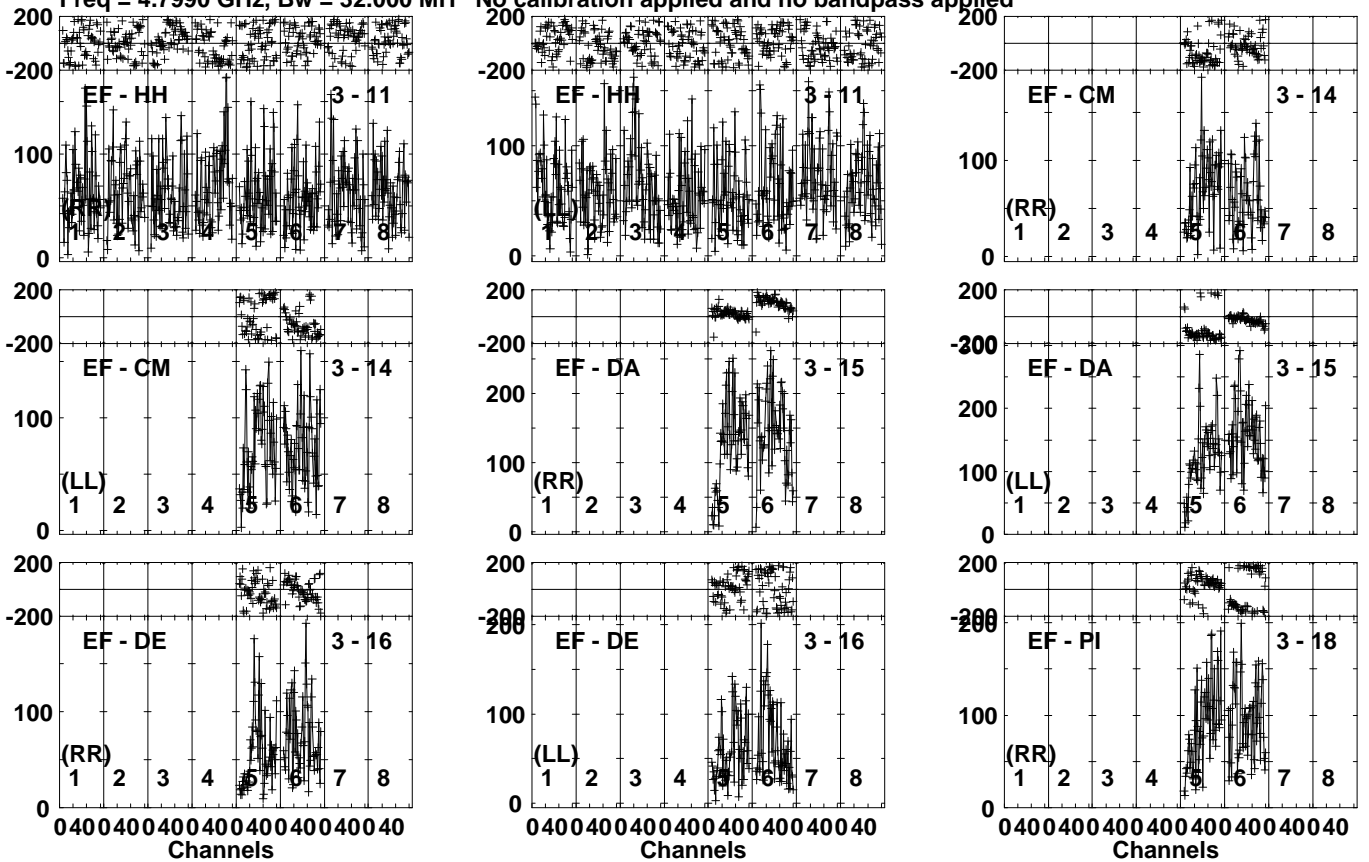 Freq = 4.7990 GHz, Bw = 32.000 MH No calibration applied and no bandpass applied
200 200 200
-200 -200 -200
EF - HH 3 - 11 EF - HH 3 - 11 EF - CM 3 - 14
100 100 100
(RR) (LL) (RR)
1 2 3 4 5 6 7 8 1 2 3 4 5 6 7 8 1 2 3 4 5 6 7 8
0 0 0
200 200 200
-200 -200 -200
300
EF - CM 3 - 14 EF - DA 3 - 15 EF - DA 3 - 15
200 200
100 100 100
(LL) (RR) (LL)
1 2 3 4 5 6 7 8 1 2 3 4 5 6 7 8 1 2 3 4 5 6 7 8
0 0 0
200 200 200
-200 -200 -200
200 200
EF - DE 3 - 16 EF - DE 3 - 16 EF - PI 3 - 18
100 100 100
(RR) (LL) (RR)
1 2 3 4 5 6 7 8 1 2 3 4 5 6 7 8 1 2 3 4 5 6 7 8
0 0 0
0 40 0 40 0 40 0 40 0 40 0 40 0 40 0 40 0 40 0 40 0 40 0 40 0 40 0 40 0 40 0 40 0 40 0 40 0 40 0 40 0 40 0 40 0 40 0 40
Channels Channels Channels